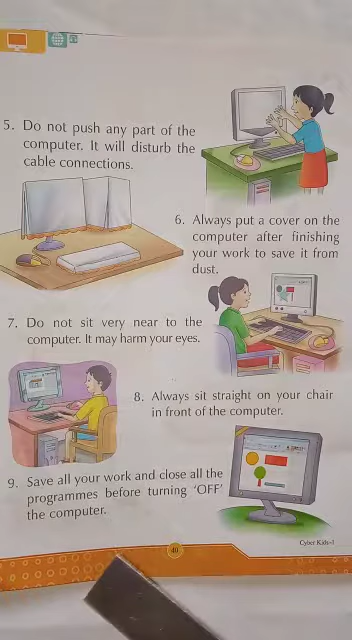 5. Do not push any part of the
computer. It will disturb the
cable connections.
6. Always put a cover on the
computer after finishing
your work to save it from
dust.
7. Do not sit very near to the
computer. It may harm your eyes.
8. Always sit straight on your chair
in front of the computer.
9. Save all your work and close all the
programmes before turning ‘OFF’
the computer.
40
Cyber Kids–1